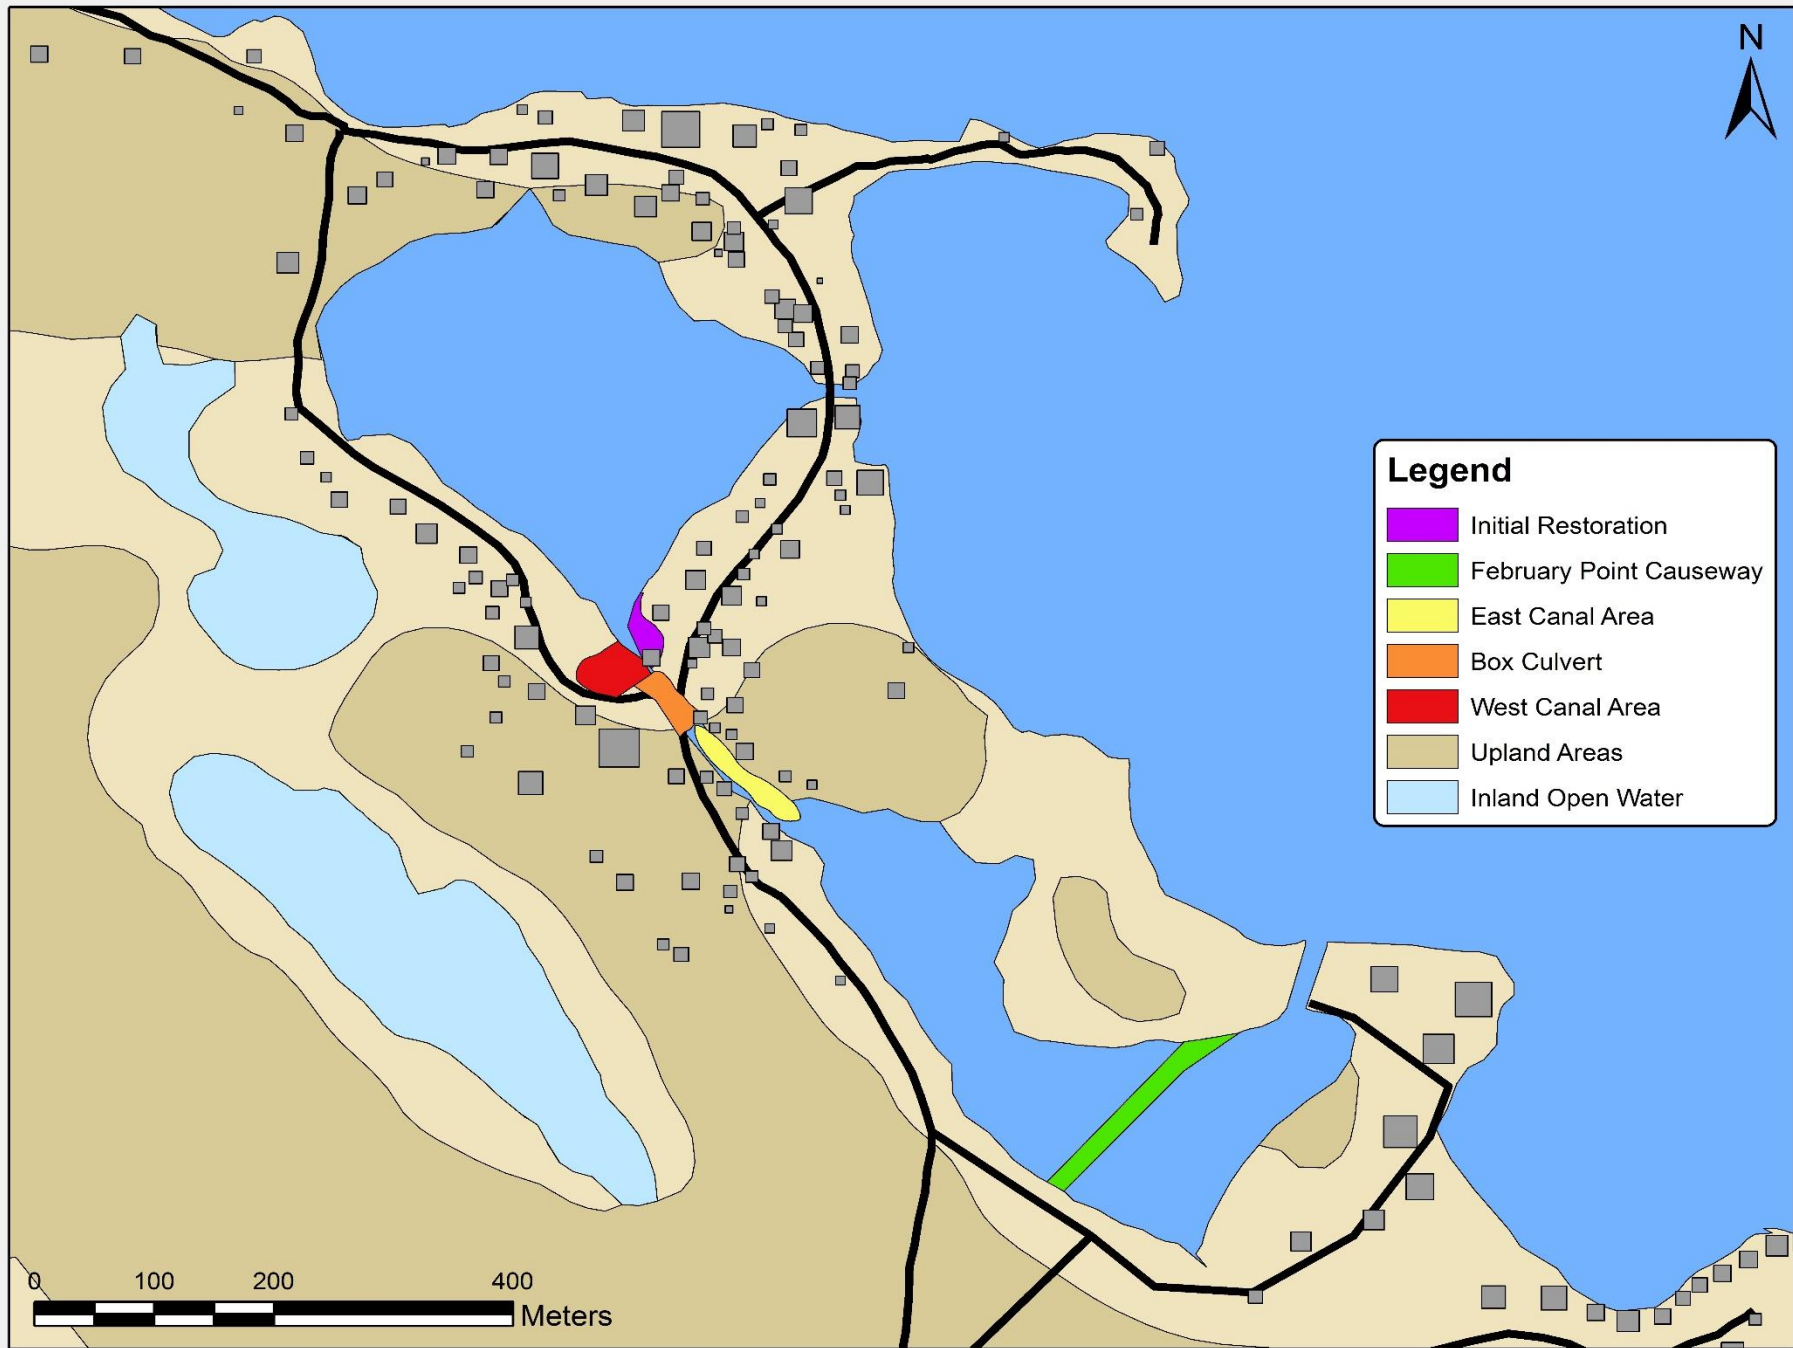 N
Legend
Initial Restoration
February Point Causeway
East Canal Area
Box Culvert
West Canal Area
Upland Areas
Inland Open Water
0 100 200 400
Meters